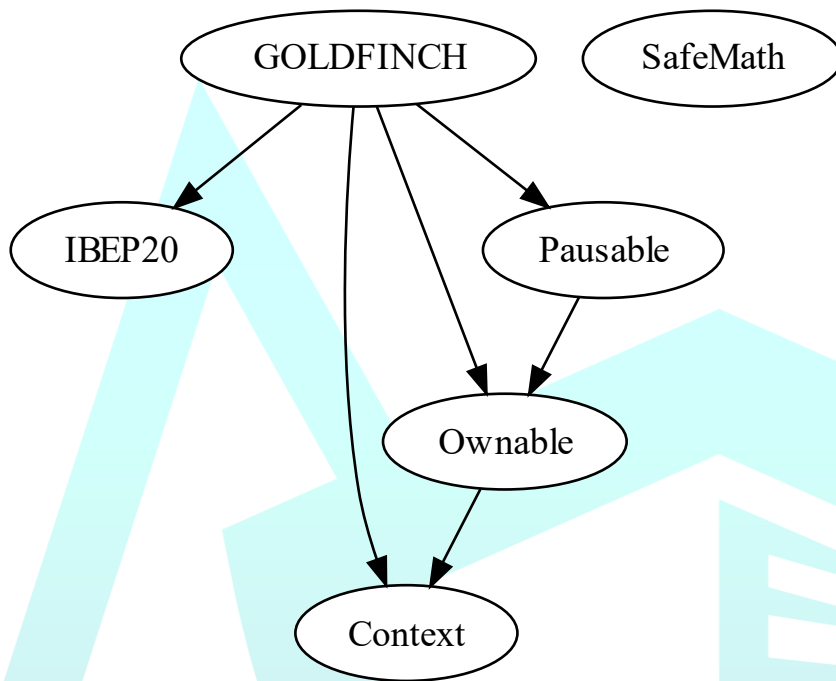 GOLDFINCH
SafeMath
IBEP20
Pausable
Ownable
Context